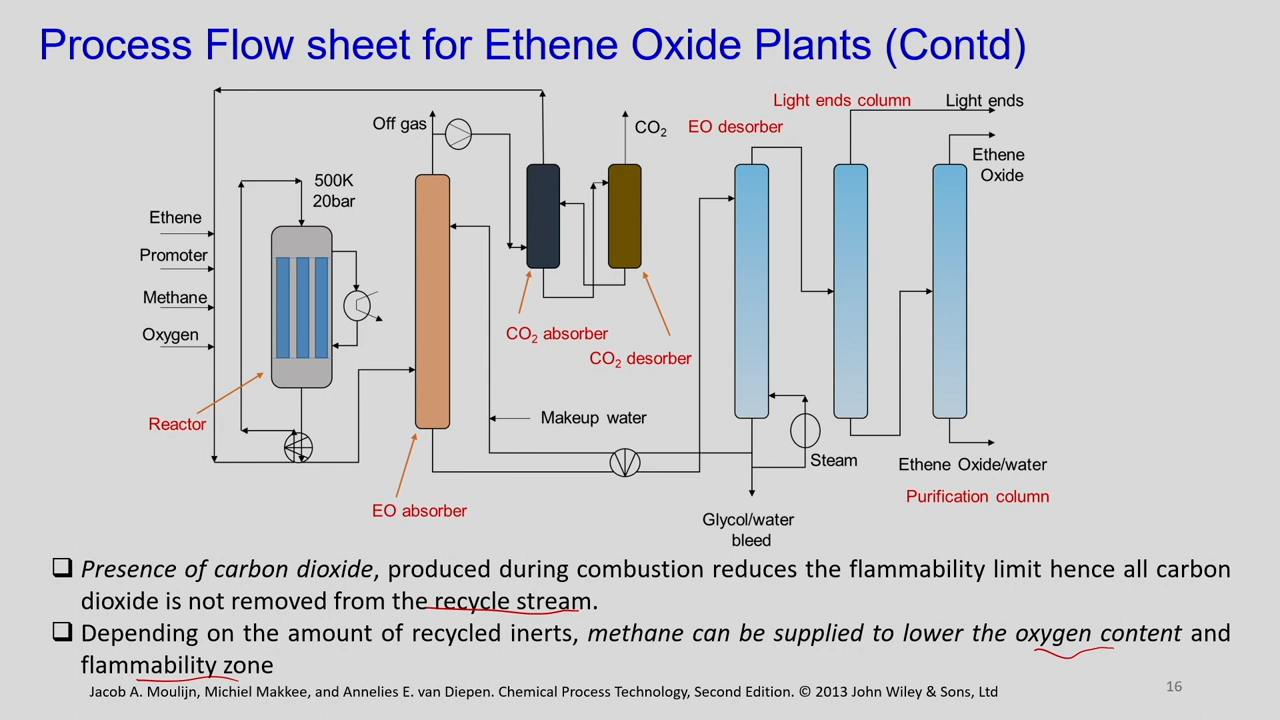 Process Flow sheet for Ethene Oxide Plants (Contd)
Light ends column
Light ends
Off gas
CO2
EO desorber
Ethene
Oxide
500K
20bar
Ethene
Promoter
Methane
Oxygen
CO2 absorber
CO2 desorber
Reactor
Makeup water
Steam
Ethene Oxide/water
Purification column
EO absorber
Glycol/water
bleed
Presence of carbon dioxide, produced during combustion reduces the flammability limit hence all carbon
dioxide is not removed from the recycle stream.
Depending on the amount of recycled inerts, methane can be supplied to lower the oxygen content and
flammability zone
Jacob A. Moulijn, Michiel Makkee, and Annelies E. van Diepen. Chemical Process Technology, Second Edition. © 2013 John Wiley & Sons, Ltd
16